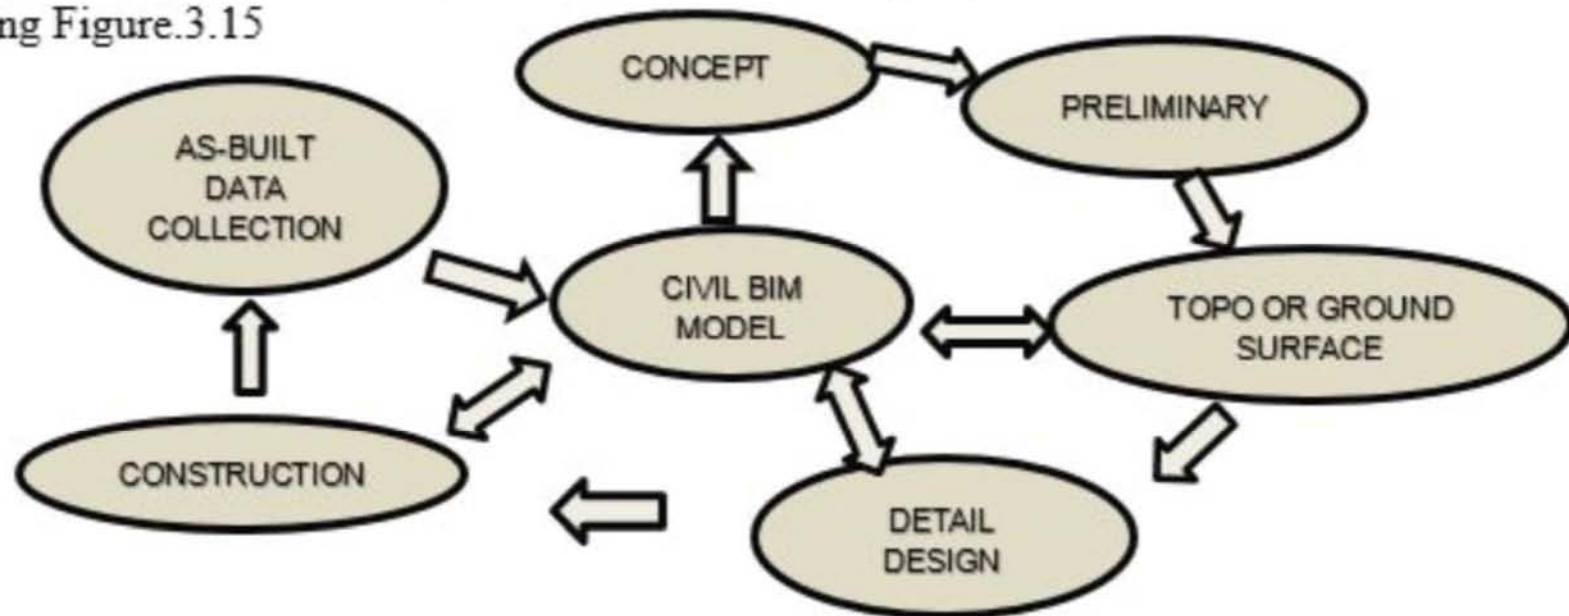 ng Figure.3.15
CONCEPT
PRELIMINARY
AS-BUILT
DATA
COLLECTION
CIVIL BIM
MODEL
TOPO OR GROUND
SURFACE
CONSTRUCTION
DETAIL
DESIGN